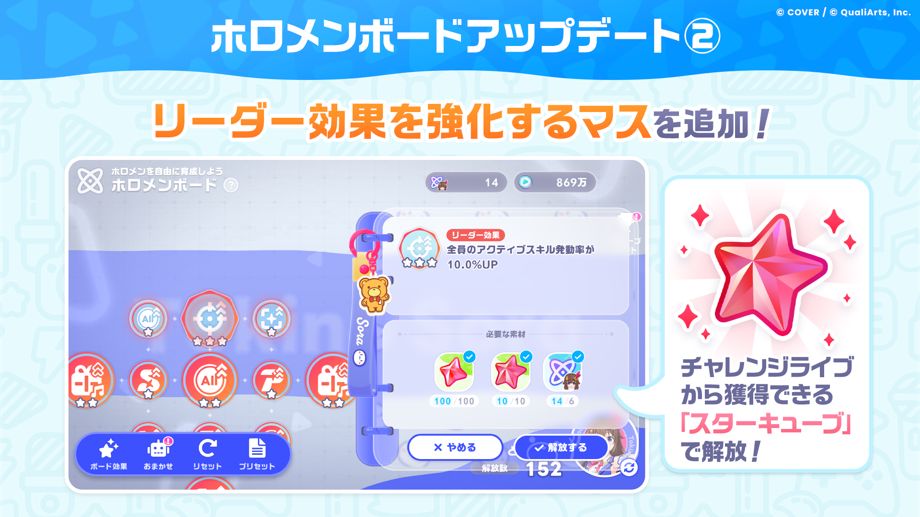 © COVER / © QualiArts, Inc.
ホロメンボードアップデート②
リーダー効果を強化するマスを追加！
ホロメンを自由に育成しよう
ホロメンボード ?
14
869万
リーダー効果
全員のアクティブスキル発動率が
10.0%UP
All
S
All
Sora
必要な素材
100/100
10/10
14/6
やめる
解放する
解放数 152
ボード効果
おまかせ
リセット
プリセット
チャレンジライブ
から獲得できる
「スターキューブ」
で解放！